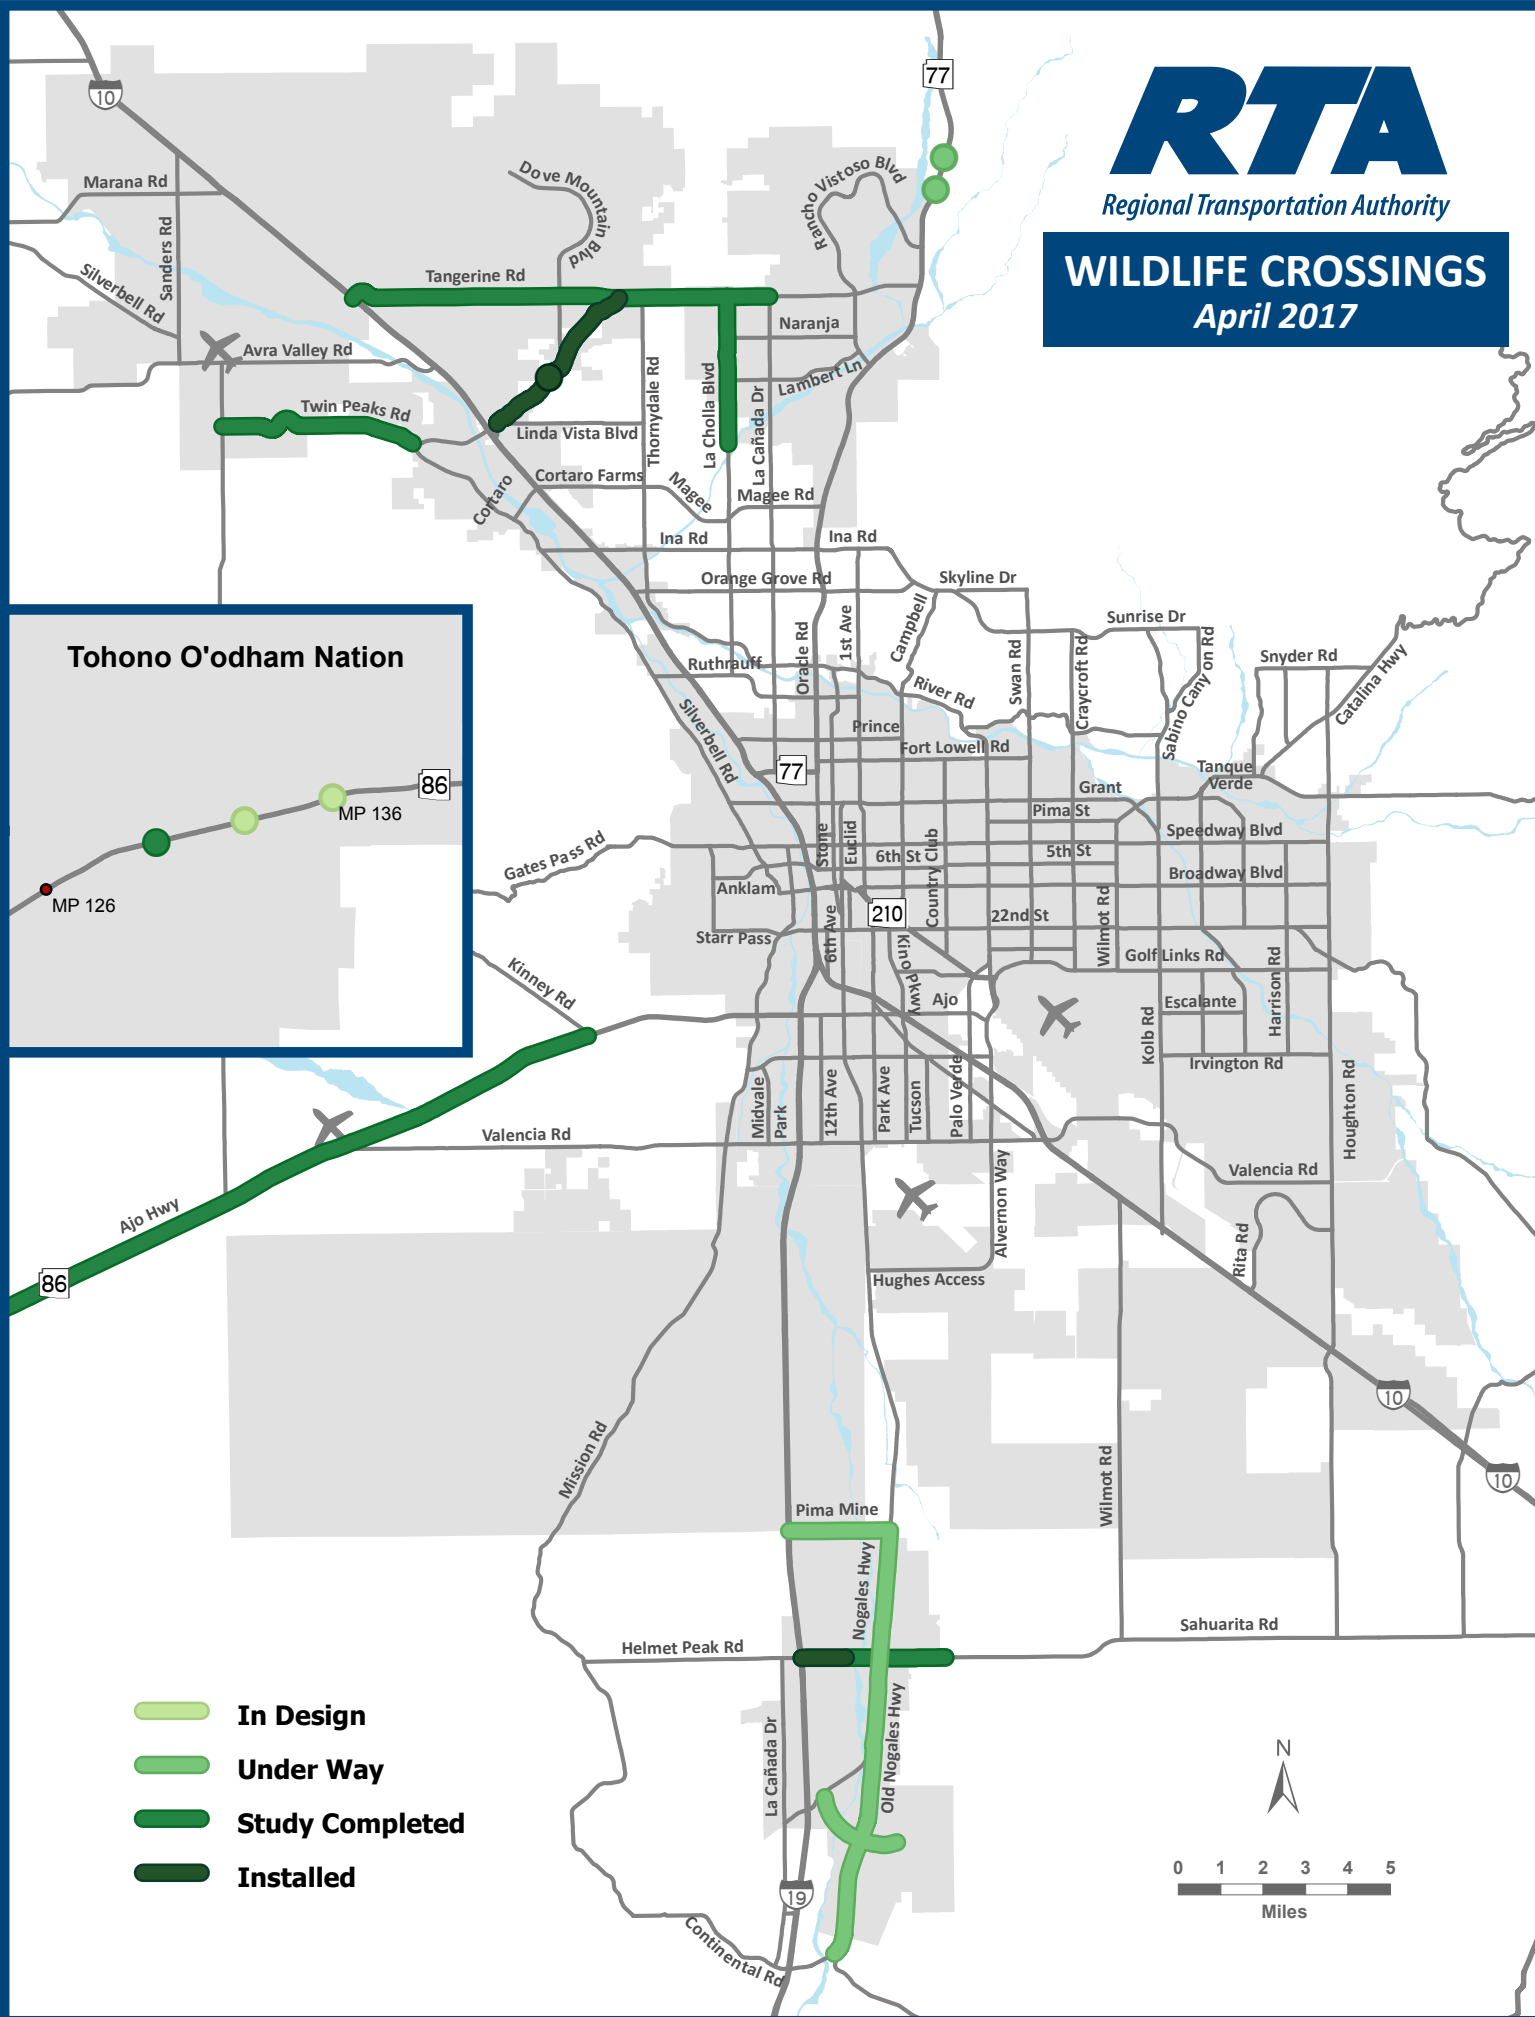 RTA
Regional Transportation Authority
WILDLIFE CROSSINGS
April 2017
77
10
Marana Rd
Sanders Rd
Silverbell Rd
Dove Mountain Blvd
Rancho Vistoso Blvd
Tangerine Rd
Naranja
Avra Valley Rd
Lambert Ln
Thornydale Rd
La Cholla Blvd
La Cañada Dr
Twin Peaks Rd
Linda Vista Blvd
Cortaro Farms
Cortaro
Magee
Magee Rd
Ina Rd
Ina Rd
Orange Grove Rd
Skyline Dr
Sunrise Dr
1st Ave
Campbell
Oracle Rd
Swan Rd
Craycroft Rd
Sabino Canyon Rd
Snyder Rd
Catalina Hwy
Ruthrauff
River Rd
Silverbell Rd
Prince
Fort Lowell Rd
77
Tanque
Verde
Grant
Pima St
Speedway Blvd
Stone
Euclid
6th St
Country Club
5th St
Broadway Blvd
Gates Pass Rd
Anklam
210
22nd St
Wilmot Rd
Starr Pass
6th Ave
Kino Pkwy
Golf Links Rd
Harrison Rd
Kinney Rd
Ajo
Escalante
Kolb Rd
Irvington Rd
Houghton Rd
Midvale
Park
12th Ave
Park Ave
Tucson
Palo Verde
Valencia Rd
Valencia Rd
Alvernon Way
Rita Rd
Ajo Hwy
86
Hughes Access
10
10
Mission Rd
Wilmot Rd
Pima Mine
Nogales Hwy
Helmet Peak Rd
Sahuarita Rd
La Cañada Dr
Old Nogales Hwy
19
Continental Rd
Tohono O'odham Nation
86
MP 136
MP 126
In Design
Under Way
Study Completed
Installed
N
0 1 2 3 4 5
Miles